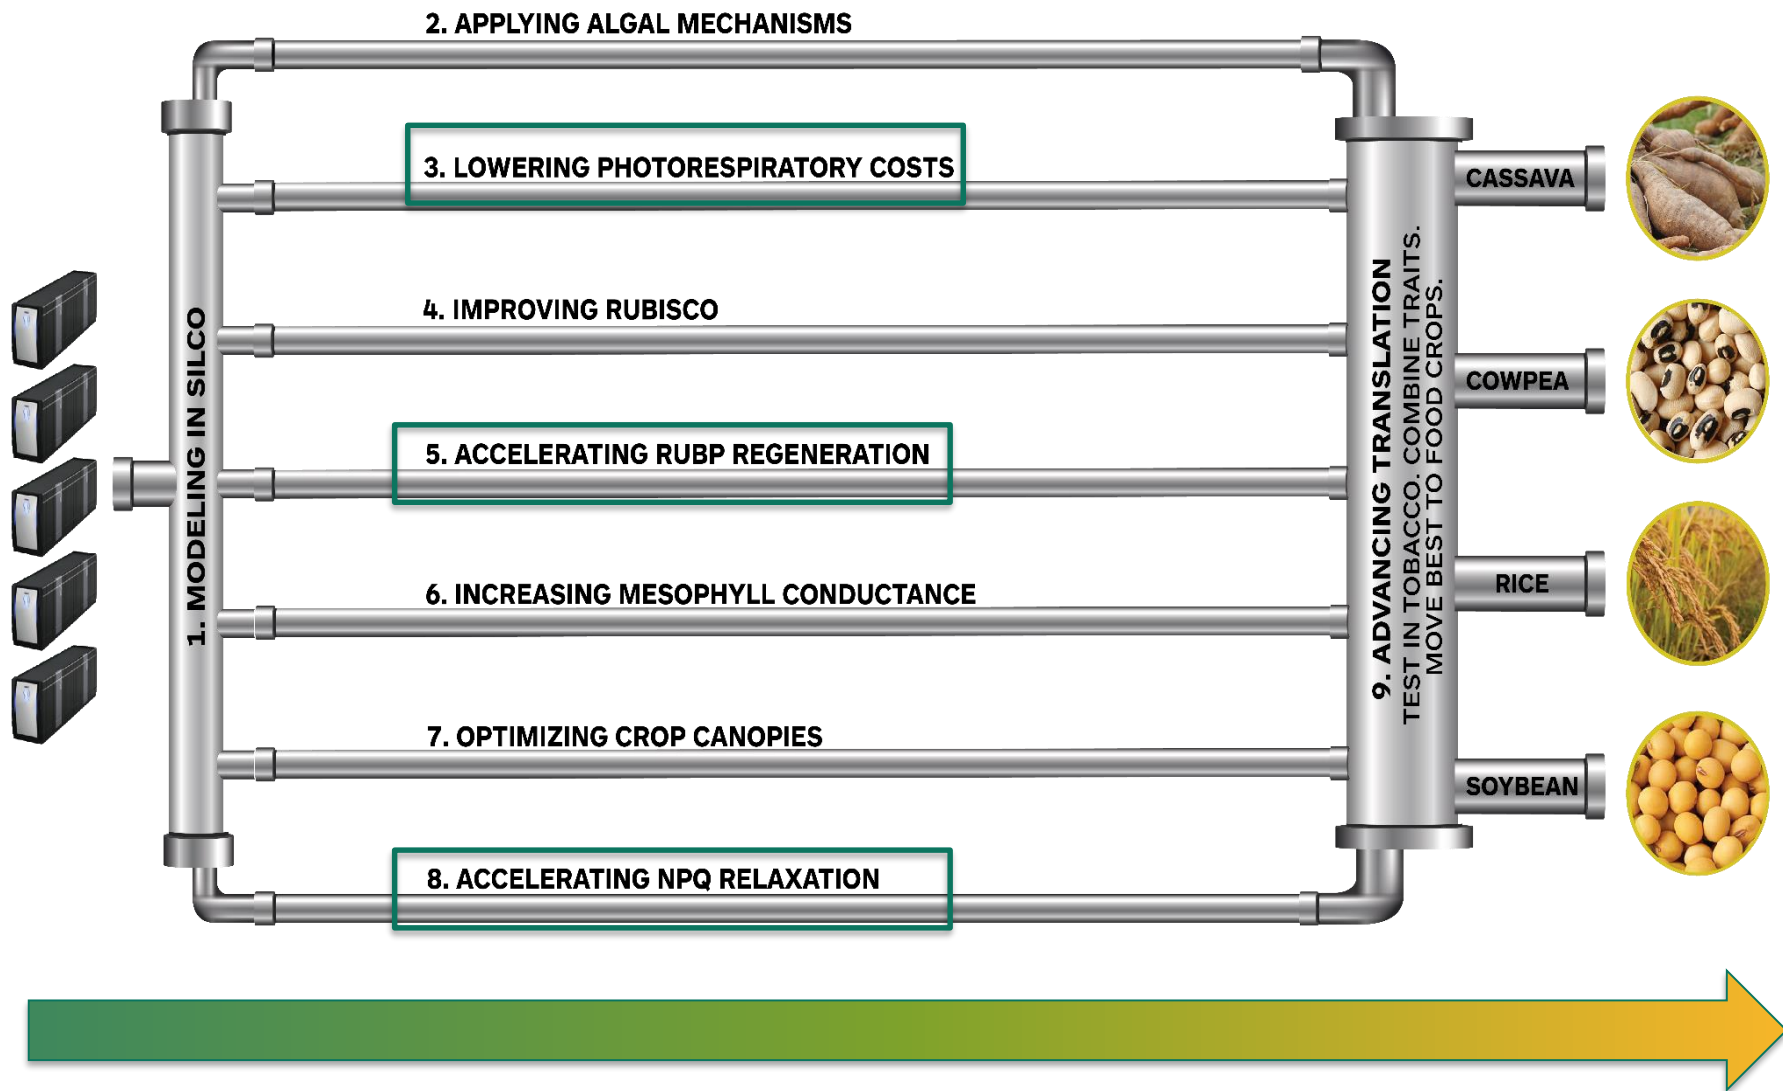 2. APPLYING ALGAL MECHANISMS
3. LOWERING PHOTORESPIRATORY COSTS
4. IMPROVING RUBISCO
5. ACCELERATING RUBP REGENERATION
6. INCREASING MESOPHYLL CONDUCTANCE
7. OPTIMIZING CROP CANOPIES
8. ACCELERATING NPQ RELAXATION
1. MODELING IN SILCO
9. ADVANCING TRANSLATION
TEST IN TOBACCO. COMBINE TRAITS.
MOVE BEST TO FOOD CROPS.
CASSAVA
COWPEA
RICE
SOYBEAN